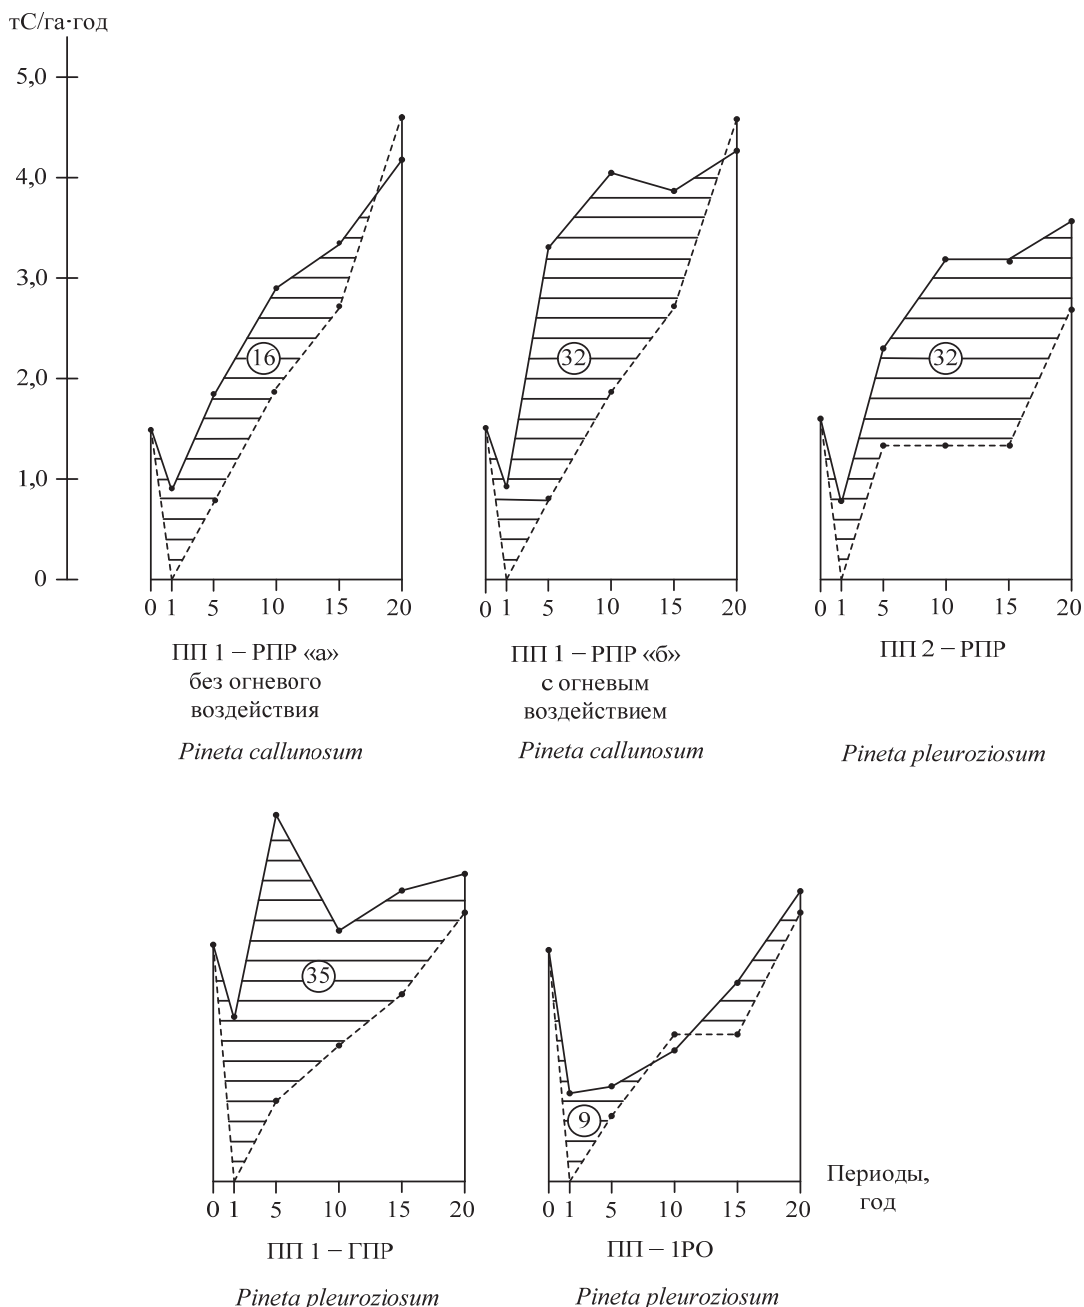 тС/га·год
5,0
4,0
3,0
2,0
1,0
0
16
32
32
0 1 5 10 15 20
0 1 5 10 15 20
0 1 5 10 15 20
ПП 1 – РПР «а»
без огневого
воздействия
Pineta callunosum
ПП 1 – РПР «б»
с огневым
воздействием
Pineta callunosum
ПП 2 – РПР
Pineta pleuroziosum
35
9
0 1 5 10 15 20
0 1 5 10 15 20
Периоды,
год
ПП 1 – ГПР
Pineta pleuroziosum
ПП – 1РО
Pineta pleuroziosum